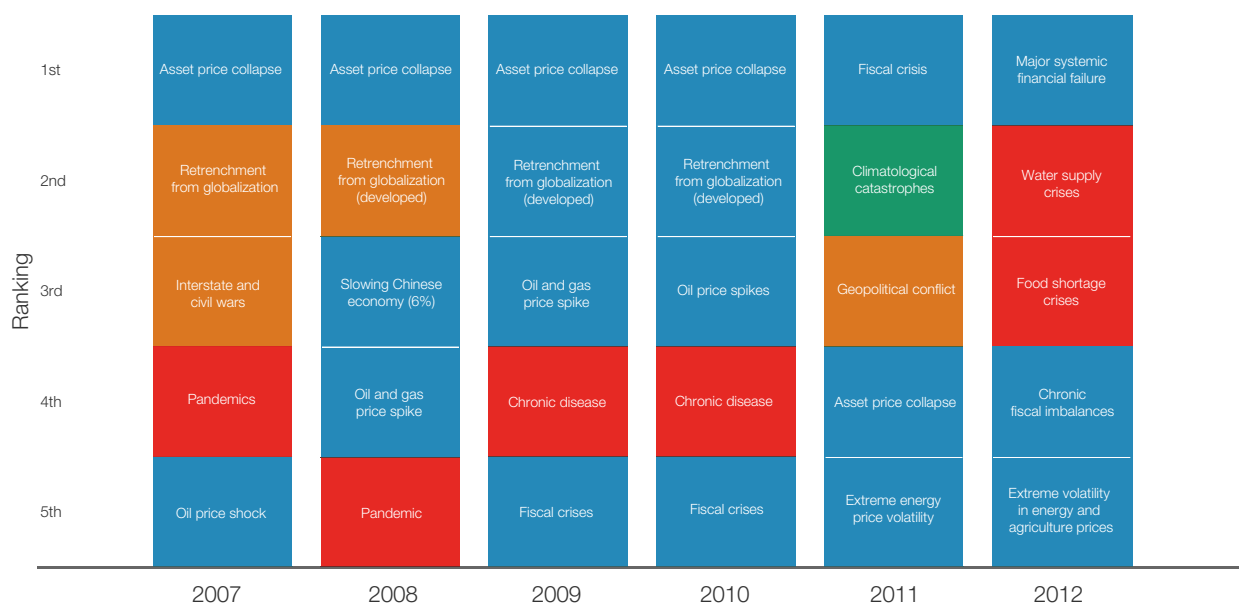 Ranking
1st
Asset price collapse
Asset price collapse
Asset price collapse
Asset price collapse
Fiscal crisis
Major systemic
financial failure
2nd
Retrenchment
from globalization
Retrenchment
from globalization
(developed)
Retrenchment
from globalization
(developed)
Retrenchment
from globalization
(developed)
Climatological
catastrophes
Water supply
crises
3rd
Interstate and
civil wars
Slowing Chinese
economy (6%)
Oil and gas
price spike
Oil price spikes
Geopolitical conflict
Food shortage
crises
4th
Pandemics
Oil and gas
price spike
Chronic disease
Chronic disease
Asset price collapse
Chronic
fiscal imbalances
5th
Oil price shock
Pandemic
Fiscal crises
Fiscal crises
Extreme energy
price volatility
Extreme volatility
in energy and
agriculture prices
2007
2008
2009
2010
2011
2012